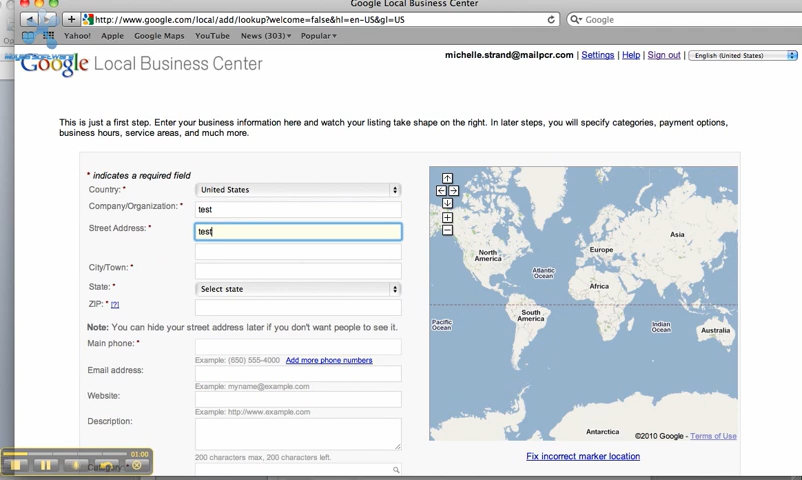 Google Local Business Center
http://www.google.com/local/add/lookup?welcome=false&hl=en-US&gl=US
Google
Yahoo! Apple Google Maps YouTube News (303) Popular
michelle.strand@mailpcr.com | Settings | Help | Sign out | English (United States)
Google Local Business Center
This is just a first step. Enter your business information here and watch your listing take shape on the right. In later steps, you will specify categories, payment options,
business hours, service areas, and much more.
* indicates a required field
Country: * United States
Company/Organization: * test
Street Address: * test
City/Town: *
State: * Select state
ZIP: * [?]
Note: You can hide your street address later if you don't want people to see it.
Main phone: *
Example: (650) 555-4000 Add more phone numbers
Email address:
Example: myname@example.com
Website:
Example: http://www.example.com
Description:
200 characters max, 200 characters left.
Category: *
North
America
Europe
Asia
Atlantic
Ocean
Africa
Pacific
Ocean
South
America
Indian
Ocean
Australia
Antarctica
©2010 Google - Terms of Use
Fix incorrect marker location
01:00